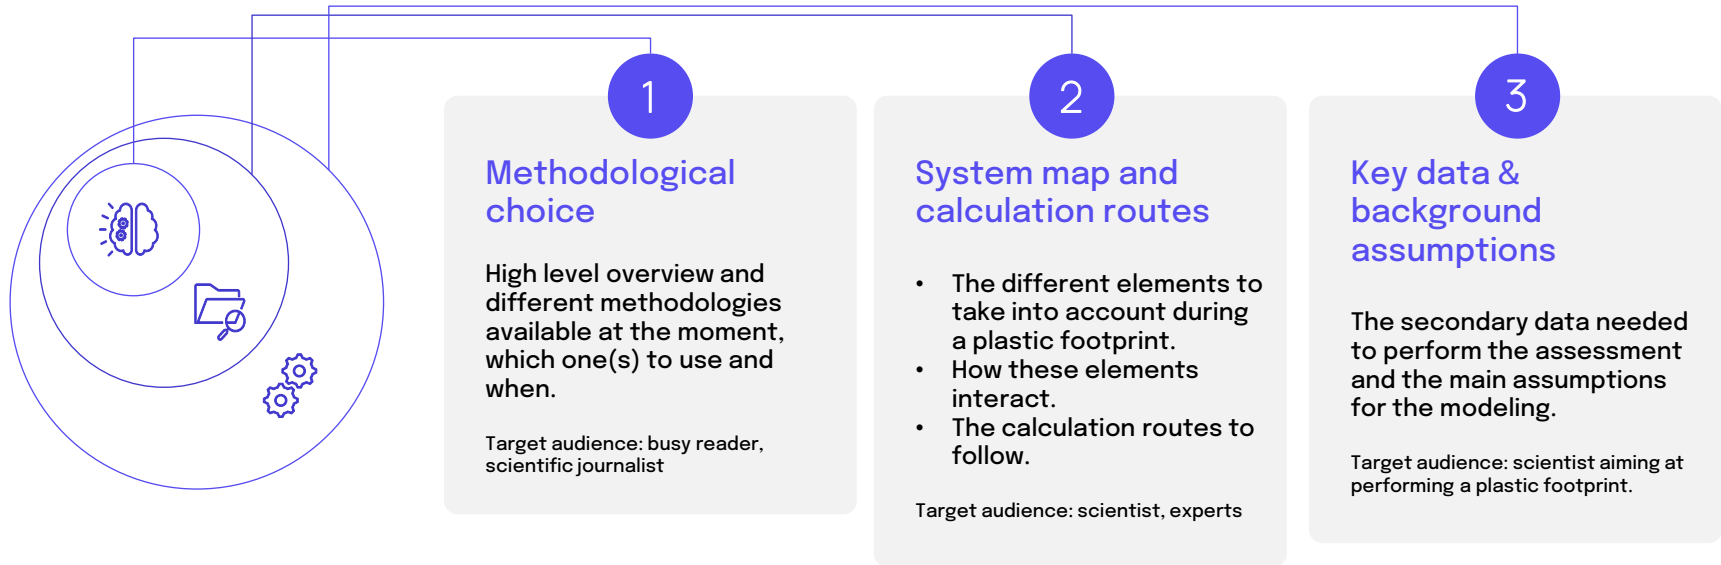 1
Methodological
choice
High level overview and
different methodologies
available at the moment,
which one(s) to use and
when.
Target audience: busy reader,
scientific journalist
2
System map and
calculation routes
• The different elements to
take into account during
a plastic footprint.
• How these elements
interact.
• The calculation routes to
follow.
Target audience: scientist, experts
3
Key data &
background
assumptions
The secondary data needed
to perform the assessment
and the main assumptions
for the modeling.
Target audience: scientist aiming at
performing a plastic footprint.